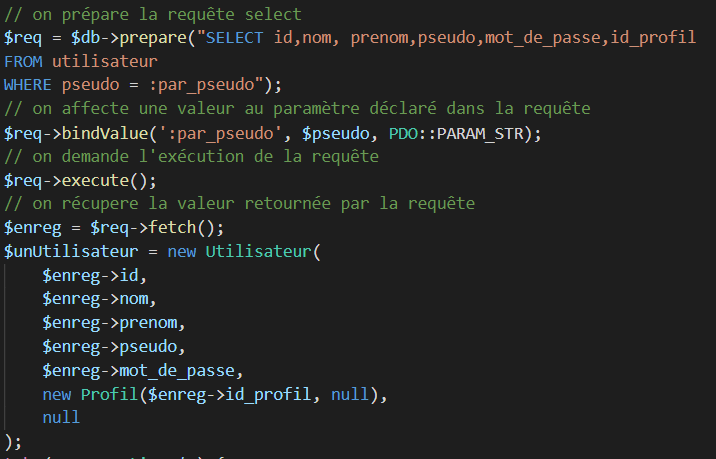 // on prépare la requête select
$req = $db->prepare("SELECT id,nom, prenom,pseudo,mot_de_passe,id_profil
FROM utilisateur
WHERE pseudo = :par_pseudo");
// on affecte une valeur au paramètre déclaré dans la requête
$req->bindValue(':par_pseudo', $pseudo, PDO::PARAM_STR);
// on demande l'exécution de la requête
$req->execute();
// on récupere la valeur retournée par la requête
$enreg = $req->fetch();
$unUtilisateur = new Utilisateur(
    $enreg->id,
    $enreg->nom,
    $enreg->prenom,
    $enreg->pseudo,
    $enreg->mot_de_passe,
    new Profil($enreg->id_profil, null),
    null
);